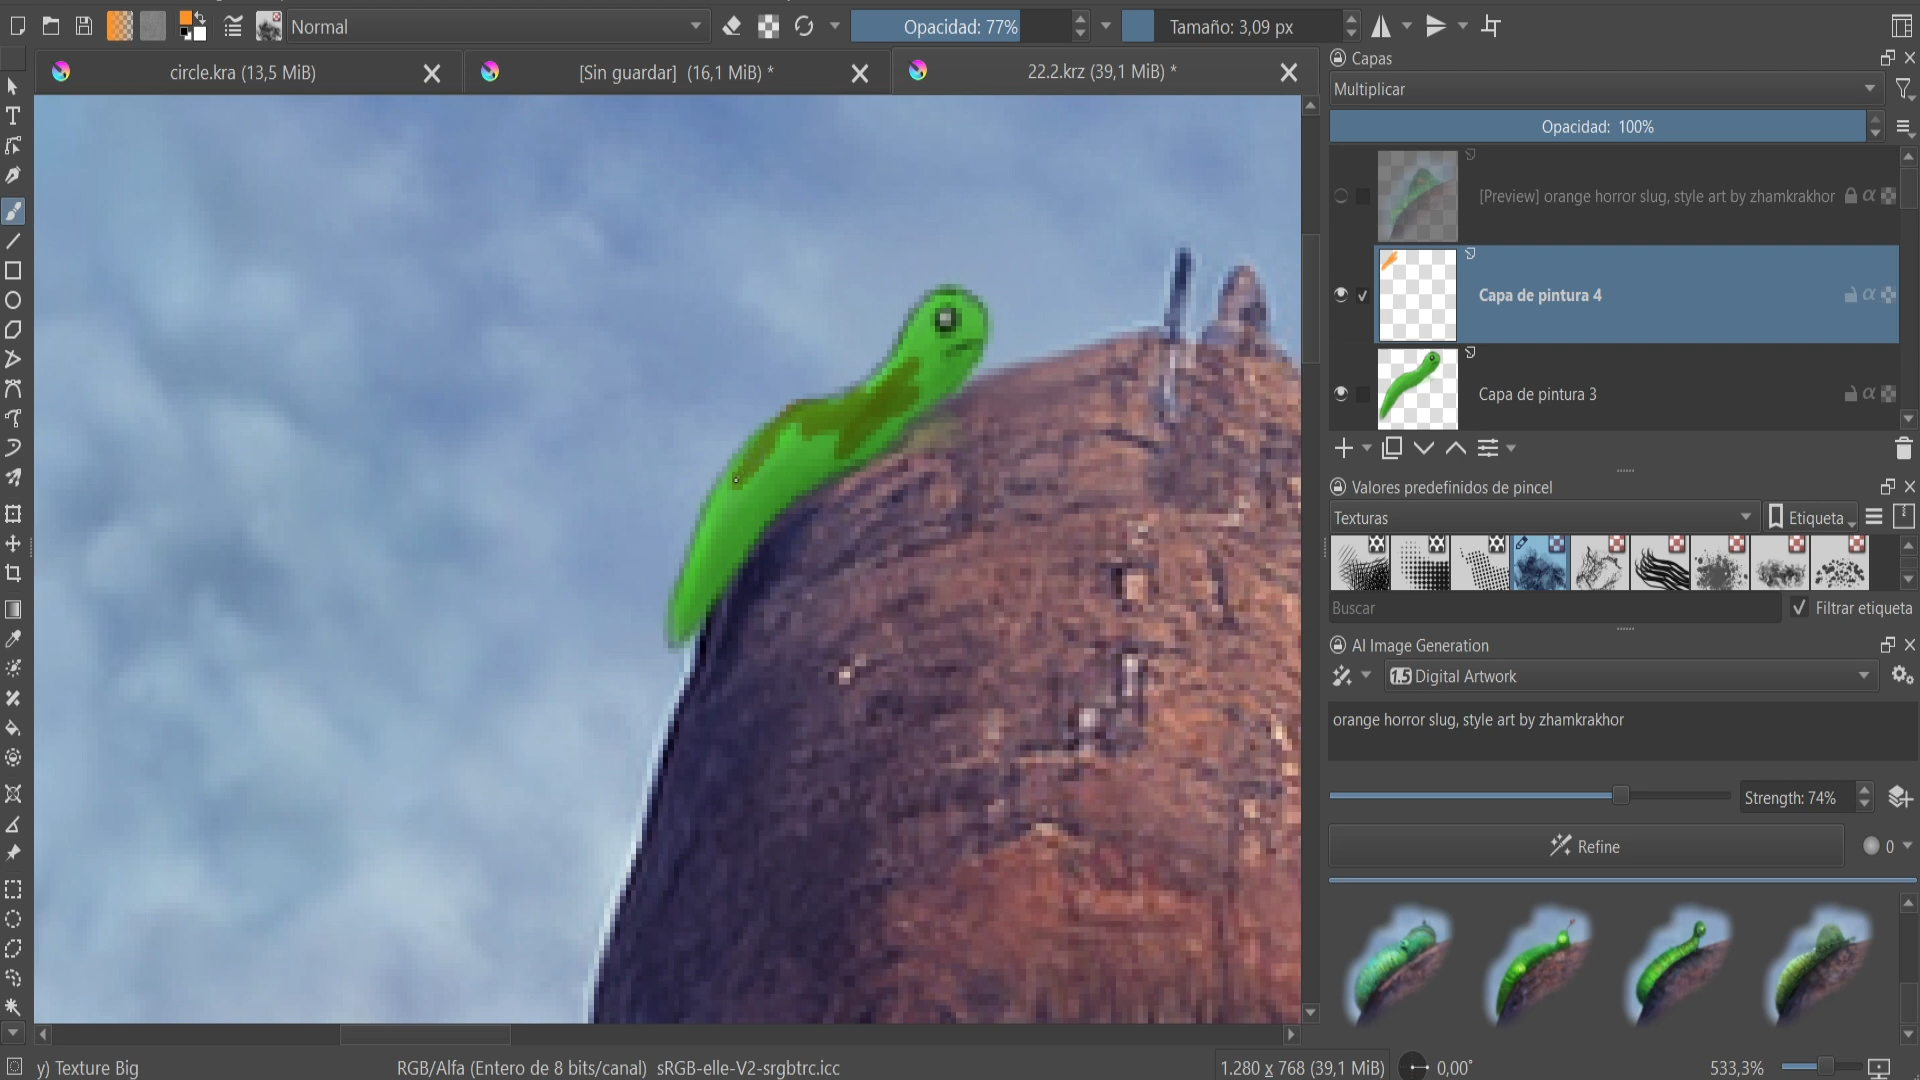 Normal
Opacidad: 77%
Tamaño: 3,09 px
circle.kra (13,5 MiB)
[Sin guardar] (16,1 MiB) *
22.2.krz (39,1 MiB) *
Capas
Multiplicar
Opacidad: 100%
[Preview] orange horror slug, style art by zhamkrakhor
Capa de pintura 4
Capa de pintura 3
Valores predefinidos de pincel
Texturas
Etiqueta
Buscar
Filtrar etiqueta
AI Image Generation
1.5 Digital Artwork
orange horror slug, style art by zhamkrakhor
Strength: 74%
Refine
0
y) Texture Big
RGB/Alfa (Entero de 8 bits/canal) sRGB-elle-V2-srgbtrc.icc
1.280 x 768 (39,1 MiB)
0,00°
533,3%